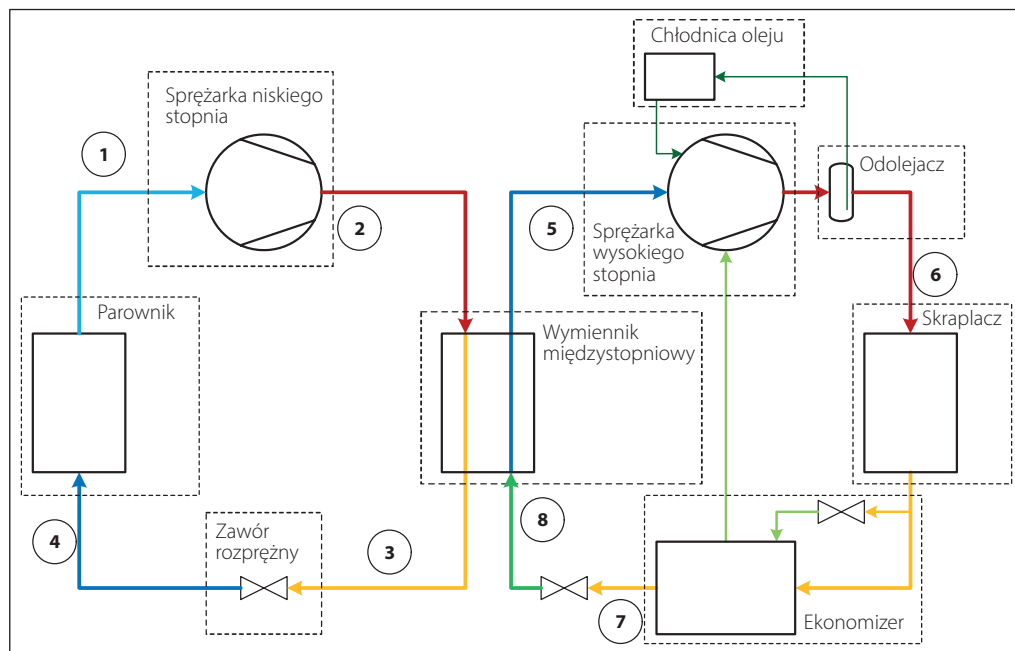 Chłodnica oleju
Sprężarka niskiego
stopnia
1
2
Odolejacz
5
Sprężarka
wysokiego
stopnia
6
Parownik
Skraplacz
Wymiennik
międzystopniowy
4
Zawór
rozprężny
3
8
7
Ekonomizer